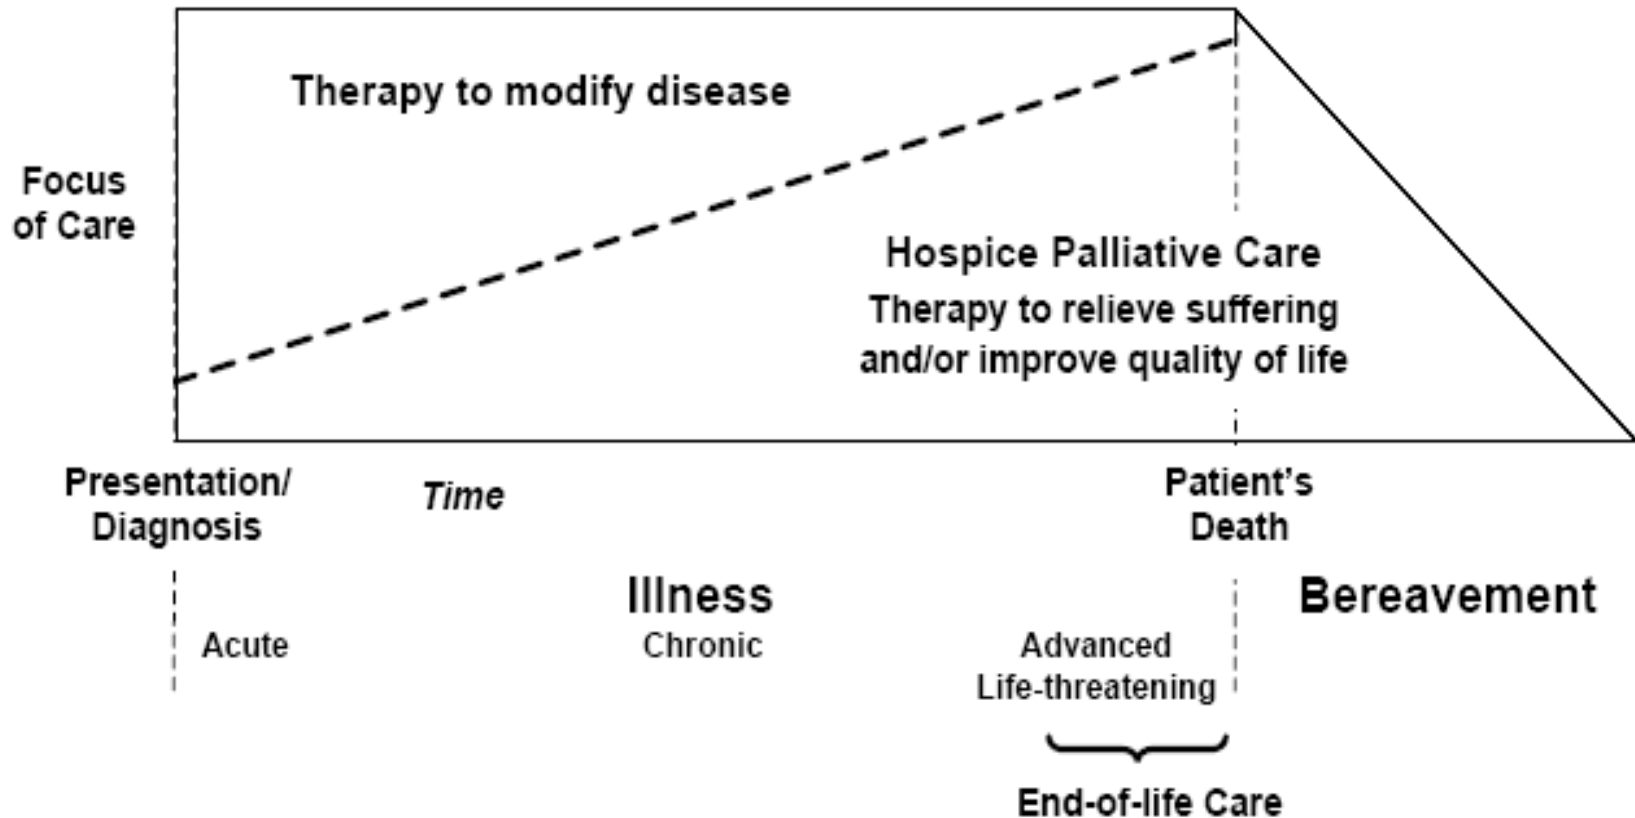 Therapy to modify disease
Focus
of Care
Hospice Palliative Care
Therapy to relieve suffering
and/or improve quality of life
Presentation/
Diagnosis
Time
Patient's
Death
Illness
Bereavement
Acute
Chronic
Advanced
Life-threatening
End-of-life Care